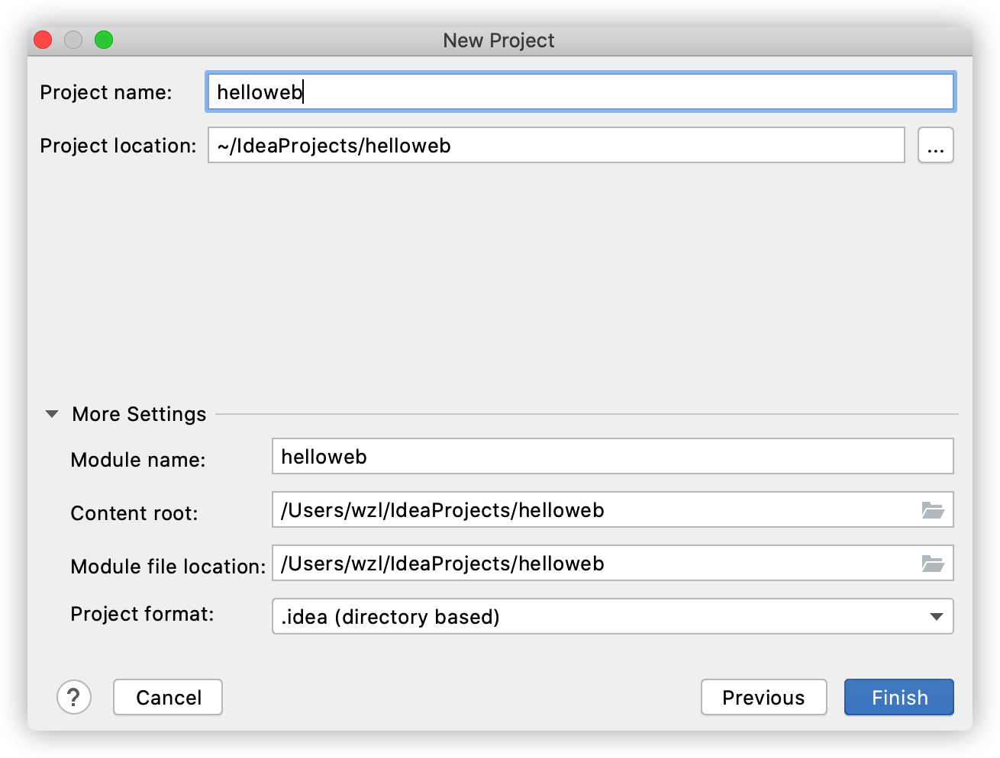 New Project
Project name: helloweb
Project location: ~/IdeaProjects/helloweb ...
More Settings
Module name: helloweb
Content root: /Users/wzl/IdeaProjects/helloweb
Module file location: /Users/wzl/IdeaProjects/helloweb
Project format: .idea (directory based)
? Cancel Previous Finish